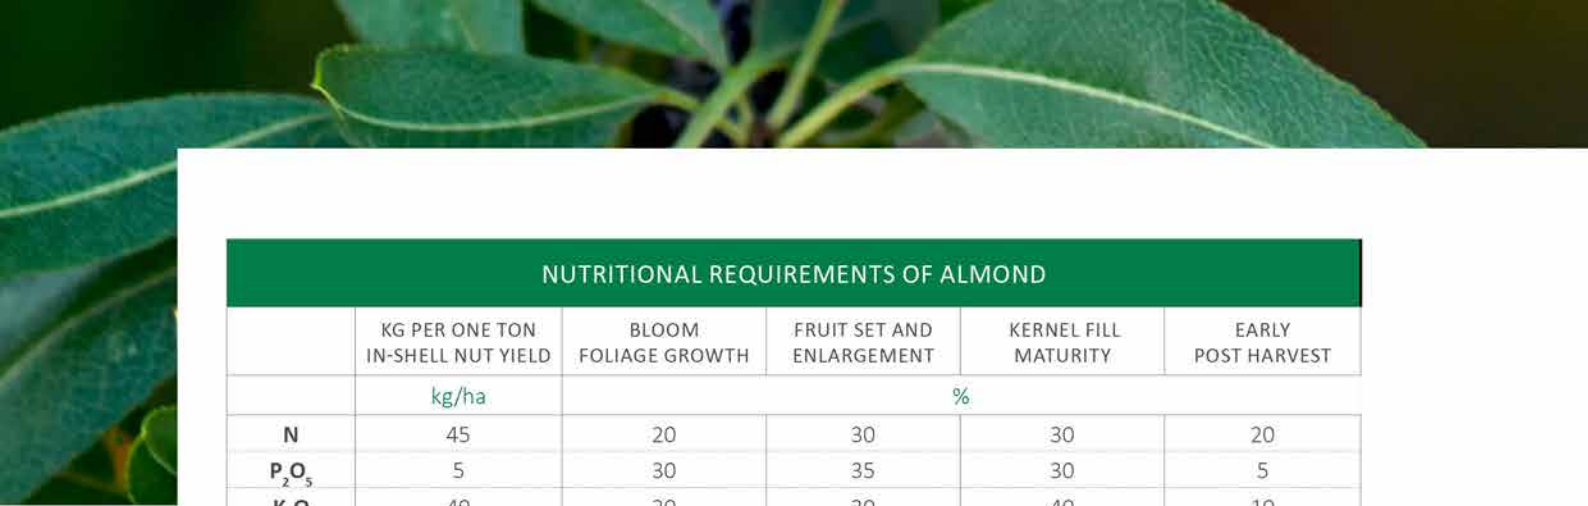 NUTRITIONAL REQUIREMENTS OF ALMOND
KG PER ONE TON IN-SHELL NUT YIELD BLOOM FOLIAGE GROWTH FRUIT SET AND ENLARGEMENT KERNEL FILL MATURITY EARLY POST HARVEST
kg/ha %
N 45 20 30 30 20
P₂O₅ 5 30 35 30 5